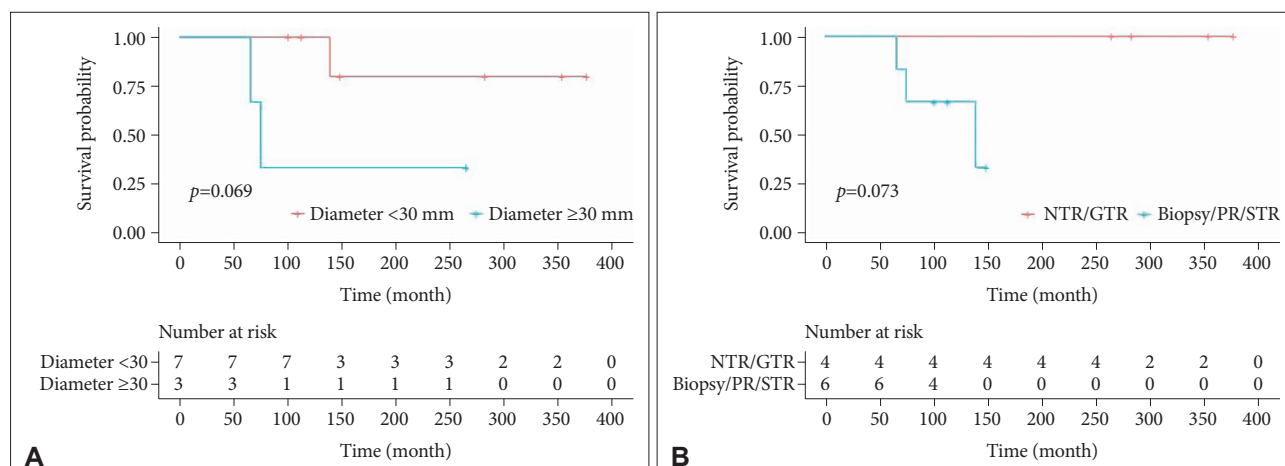 1.00
0.75
0.50
0.25
0.00
Survival probability
p=0.069
Diameter <30 mm Diameter ≥30 mm
0 50 100 150 200 250 300 350 400
Time (month)
Number at risk
Diameter <30 7 7 7 3 3 3 2 2 0
Diameter ≥30 3 3 1 1 1 1 0 0 0
0 50 100 150 200 250 300 350 400
Time (month)
A
1.00
0.75
0.50
0.25
0.00
Survival probability
p=0.073
NTR/GTR Biopsy/PR/STR
0 50 100 150 200 250 300 350 400
Time (month)
Number at risk
NTR/GTR 4 4 4 4 4 4 2 2 0
Biopsy/PR/STR 6 6 4 0 0 0 0 0 0
0 50 100 150 200 250 300 350 400
Time (month)
B